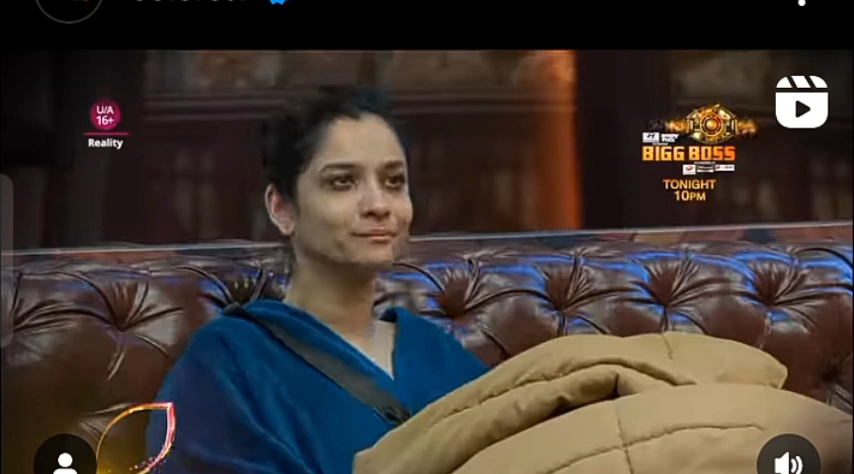 U/A
16+
Reality
BIGG BOSS
TONIGHT
10PM